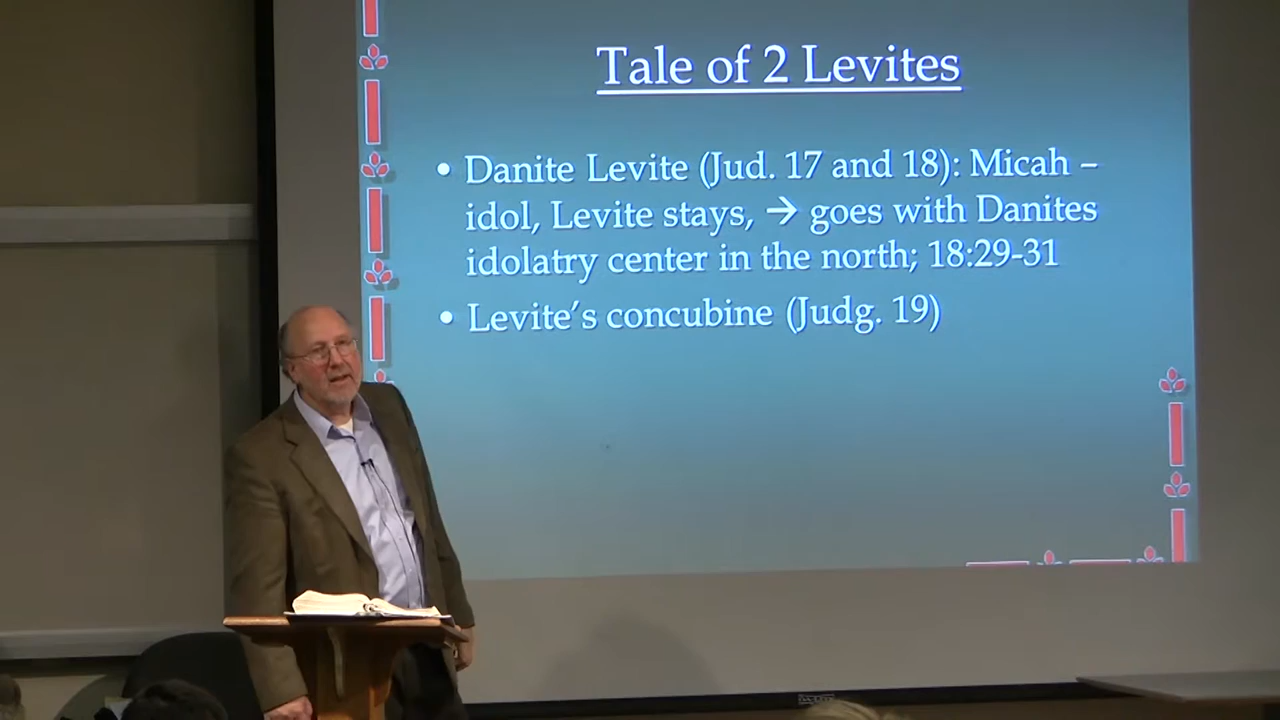 Tale of 2 Levites
• Danite Levite (Jud. 17 and 18): Micah –
idol, Levite stays, → goes with Danites
idolatry center in the north; 18:29-31
• Levite's concubine (Judg. 19)